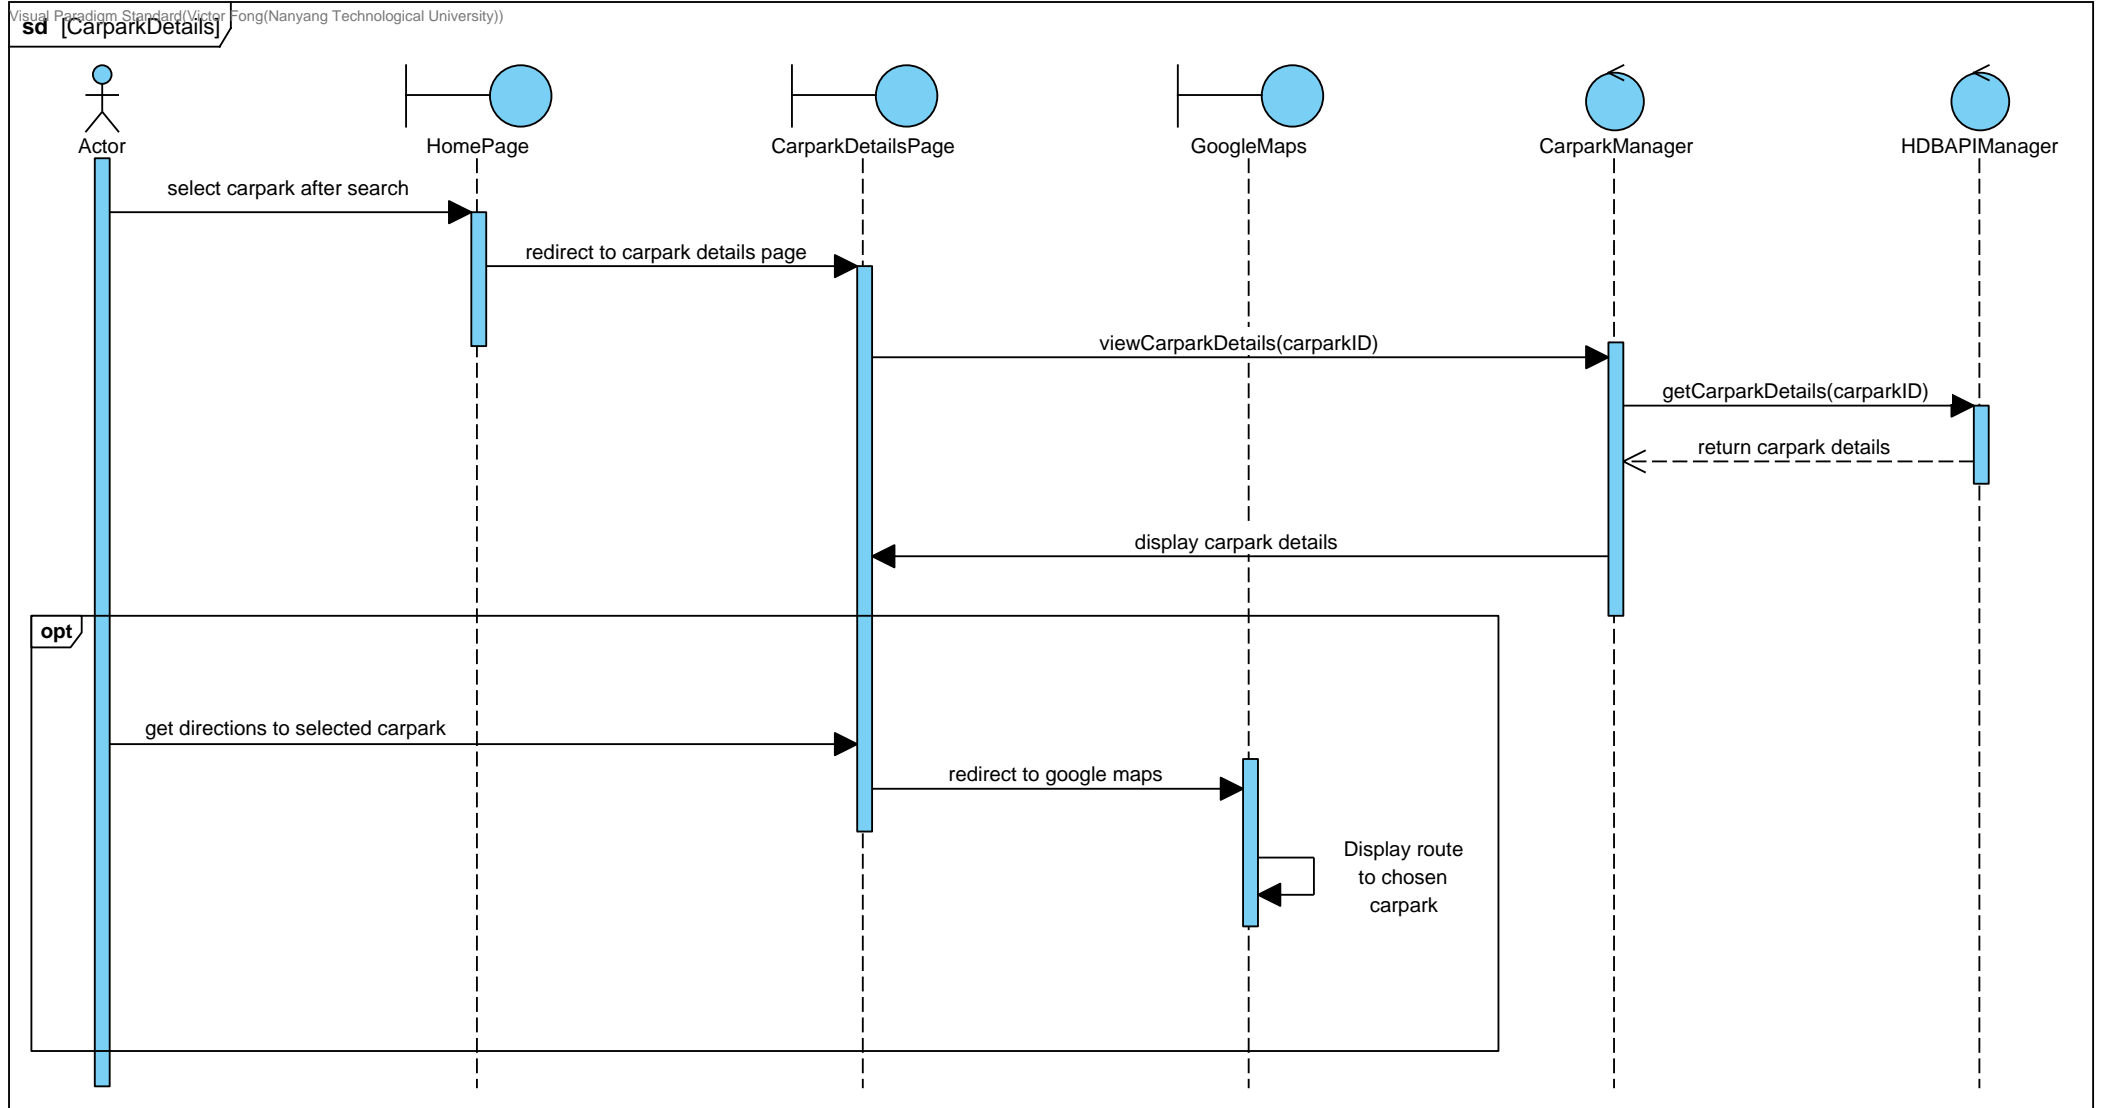 Visual Paradigm Standard(Victor Fong(Nanyang Technological University))
sd [CarparkDetails]
Actor
HomePage
CarparkDetailsPage
GoogleMaps
CarparkManager
HDBAPIManager
select carpark after search
redirect to carpark details page
viewCarparkDetails(carparkID)
getCarparkDetails(carparkID)
return carpark details
display carpark details
opt
get directions to selected carpark
redirect to google maps
Display route
to chosen
carpark